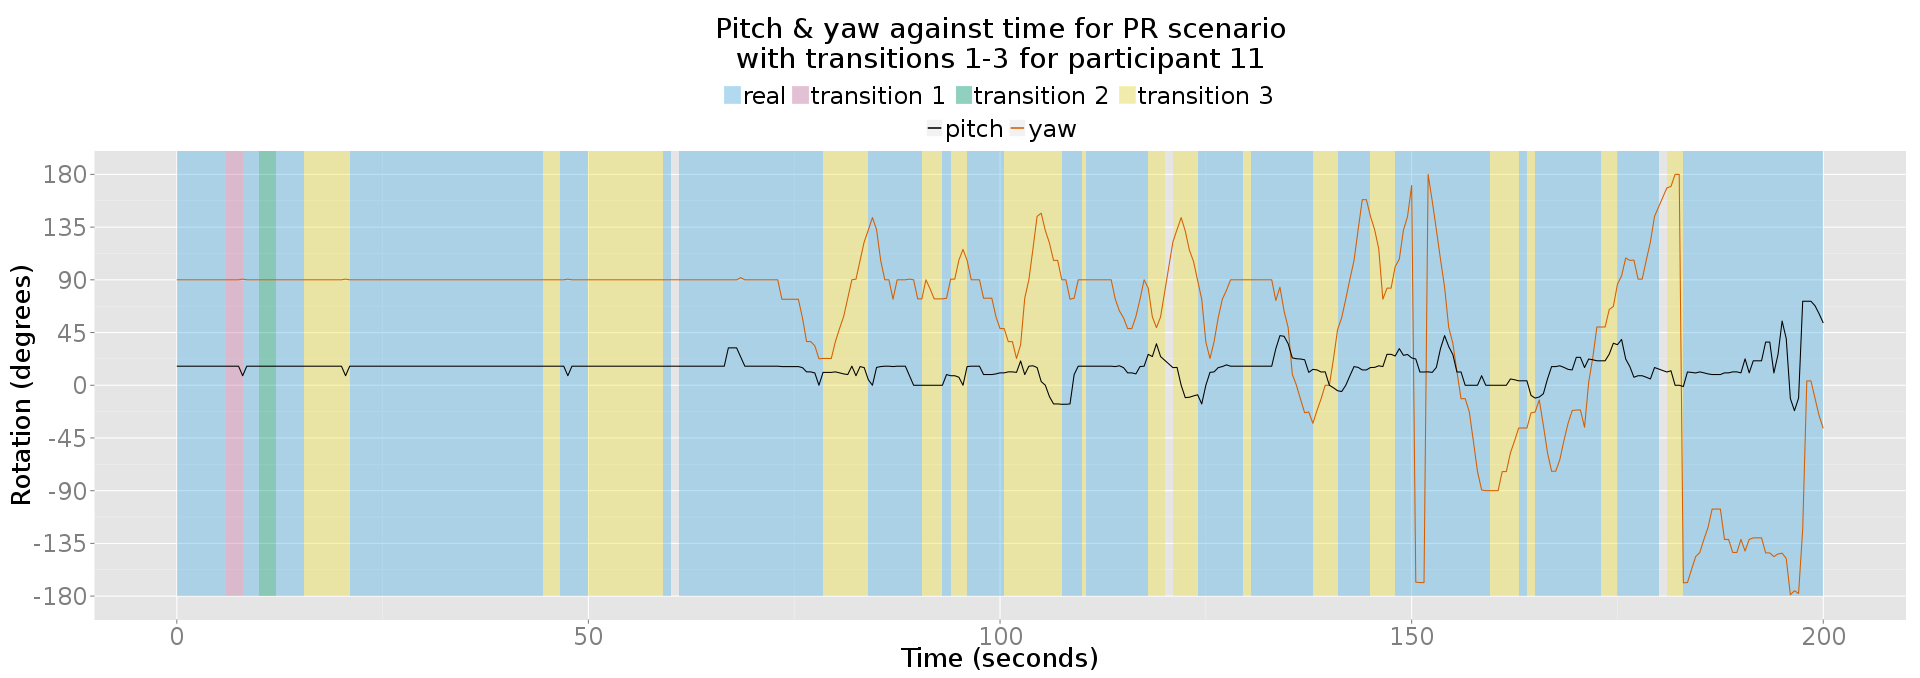 Pitch & yaw against time for PR scenario
with transitions 1-3 for participant 11
real transition 1 transition 2 transition 3
pitch yaw
Rotation (degrees)
180
135
90
45
0
-45
-90
-135
-180
0 50 100 150 200
Time (seconds)